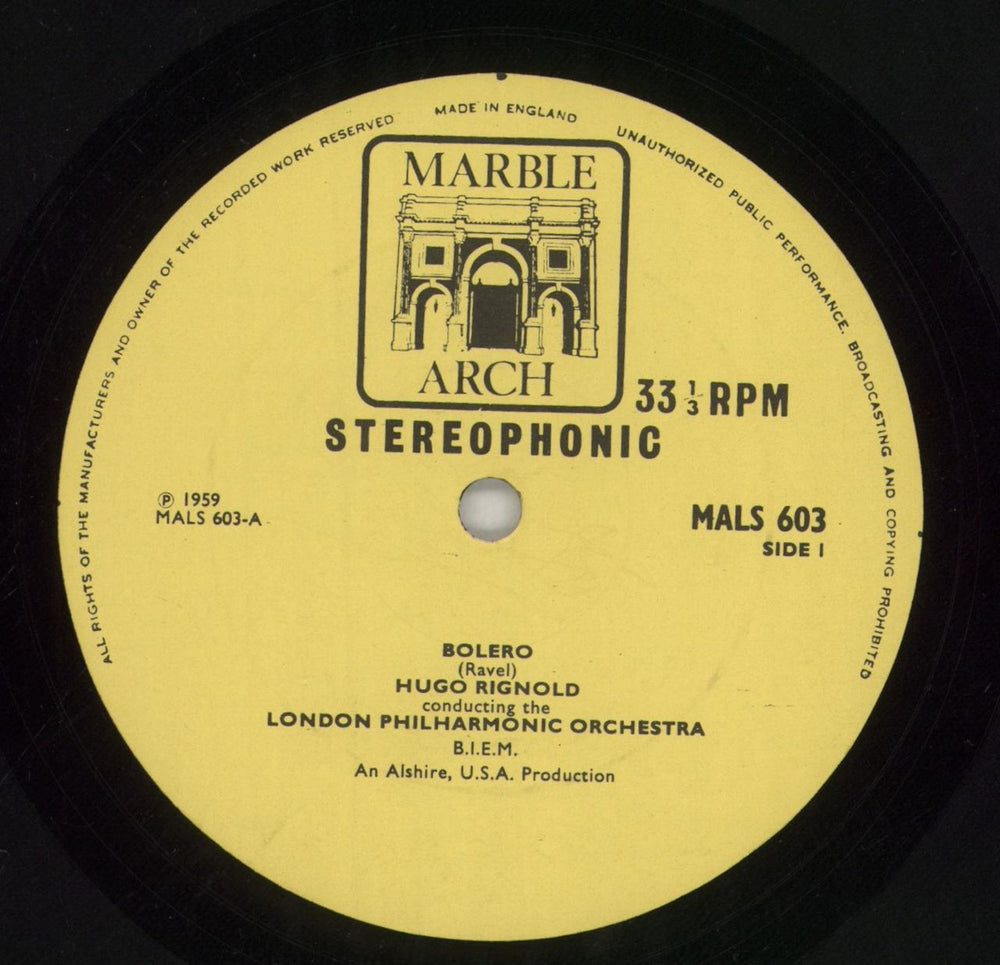 ALL RIGHTS OF THE MANUFACTURERS AND OWNER OF THE RECORDED WORK RESERVED
MADE IN ENGLAND
UNAUTHORIZED PUBLIC PERFORMANCE, BROADCASTING AND COPYING PROHIBITED
MARBLE
ARCH
33 1/3 RPM
STEREOPHONIC
℗ 1959
MALS 603-A
MALS 603
SIDE 1
BOLERO
(Ravel)
HUGO RIGNOLD
conducting the
LONDON PHILHARMONIC ORCHESTRA
B.I.E.M.
An Alshire, U.S.A. Production